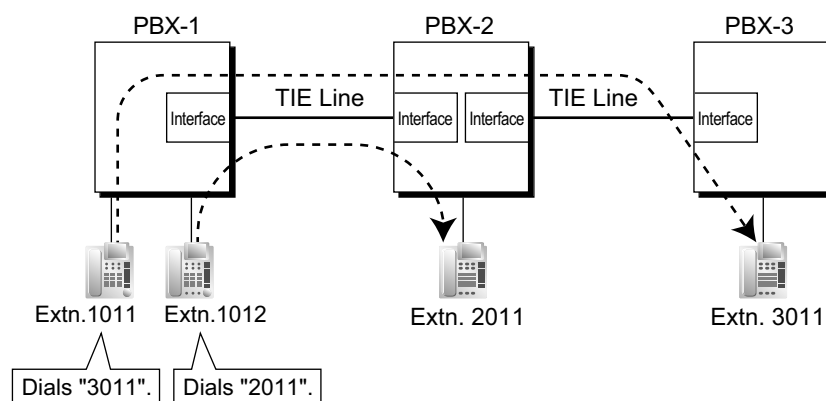 PBX-1 PBX-2 PBX-3
TIE Line TIE Line
Interface Interface Interface Interface
Extn.1011 Extn.1012 Extn. 2011 Extn. 3011
Dials "3011". Dials "2011".